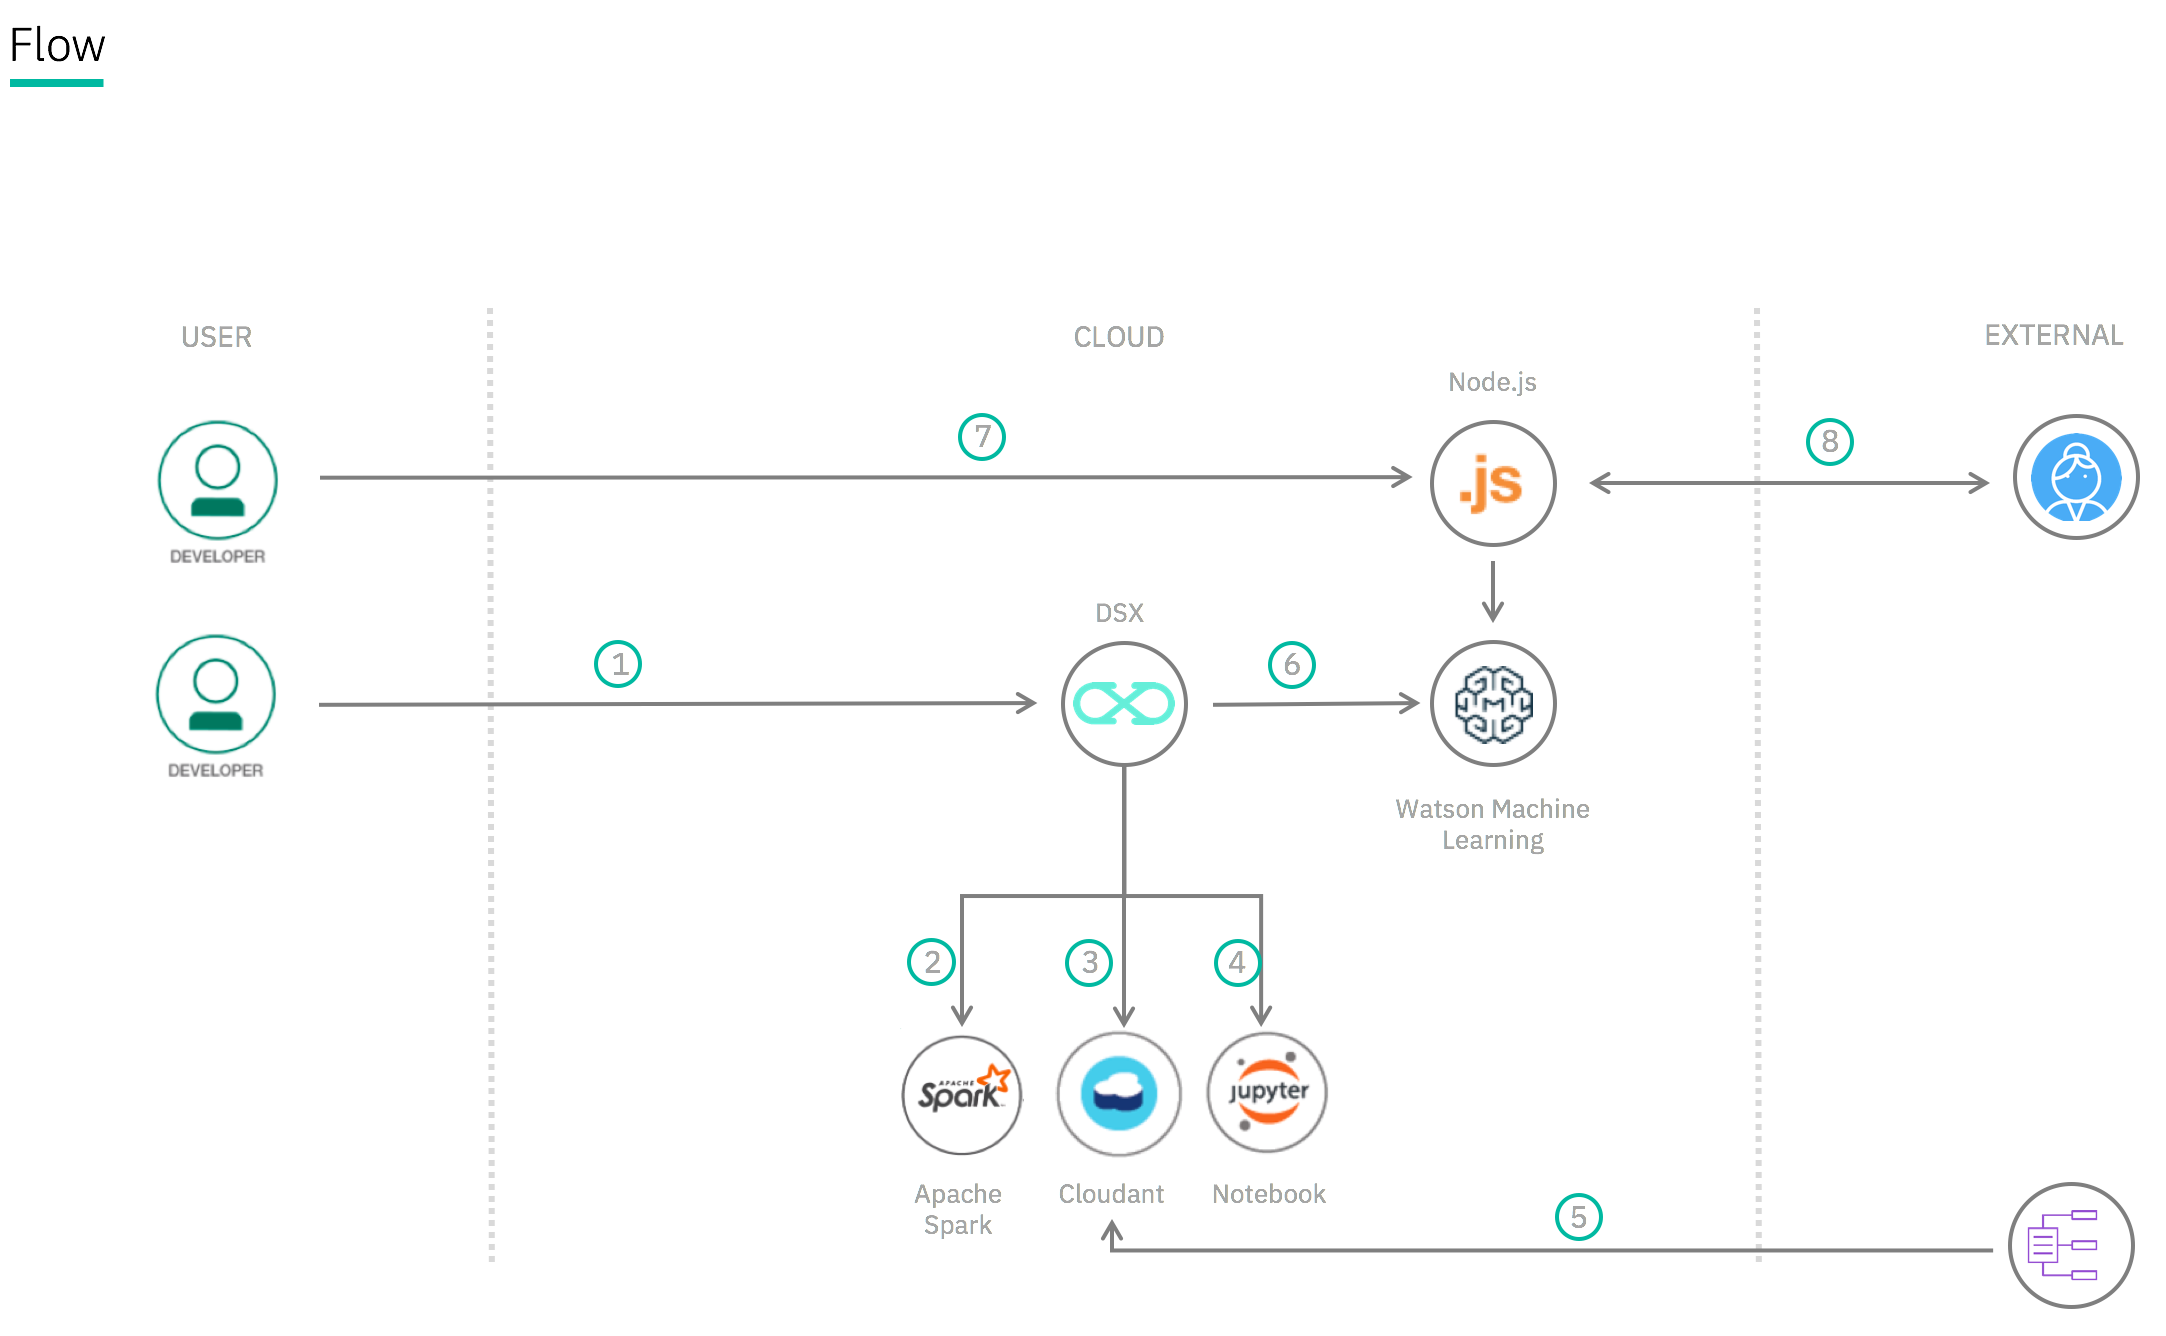 Flow
USER
CLOUD
EXTERNAL
Node.js
7
8
.js
DEVELOPER
DSX
1
6
M
DEVELOPER
Watson Machine
Learning
2
3
4
APACHE
Spark
jupyter
Apache
Spark
Cloudant
Notebook
5